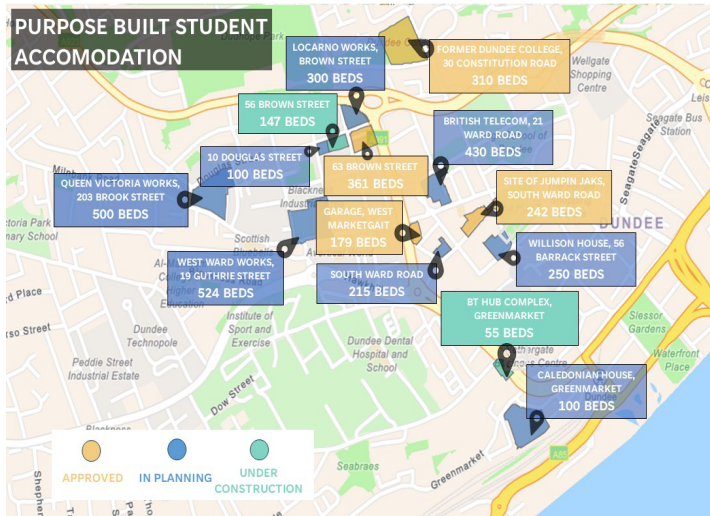 PURPOSE BUILT STUDENT
ACCOMODATION
LOCARNO WORKS,
BROWN STREET
300 BEDS
FORMER DUNDEE COLLEGE,
30 CONSTITUTION ROAD
310 BEDS
Wellgate
Shopping
Centre
56 BROWN STREET
147 BEDS
BRITISH TELECOM, 21
WARD ROAD
430 BEDS
Seagate Bus
Station
10 DOUGLAS STREET
100 BEDS
63 BROWN STREET
361 BEDS
QUEEN VICTORIA WORKS,
203 BROOK STREET
500 BEDS
SITE OF JUMPIN JAKS,
SOUTH WARD ROAD
242 BEDS
SeagateSeagate
GARAGE, WEST
MARKETGAIT
179 BEDS
DUNDEE
Scottish
WEST WARD WORKS,
19 GUTHRIE STREET
524 BEDS
SOUTH WARD ROAD
215 BEDS
WILLISON HOUSE, 56
BARRACK STREET
250 BEDS
BT HUB COMPLEX,
GREENMARKET
55 BEDS
Institute of
Sport and
Exercise
Dundee
Technopole
Slessor
Gardens
Dundee Dental
Hospital and
School
Waterfront
Place
Peddie Street
Industrial Estate
CALEDONIAN HOUSE,
GREENMARKET
100 BEDS
Dow Street
Seabraes
Greenmarket
A85
APPROVED
IN PLANNING
UNDER
CONSTRUCTION